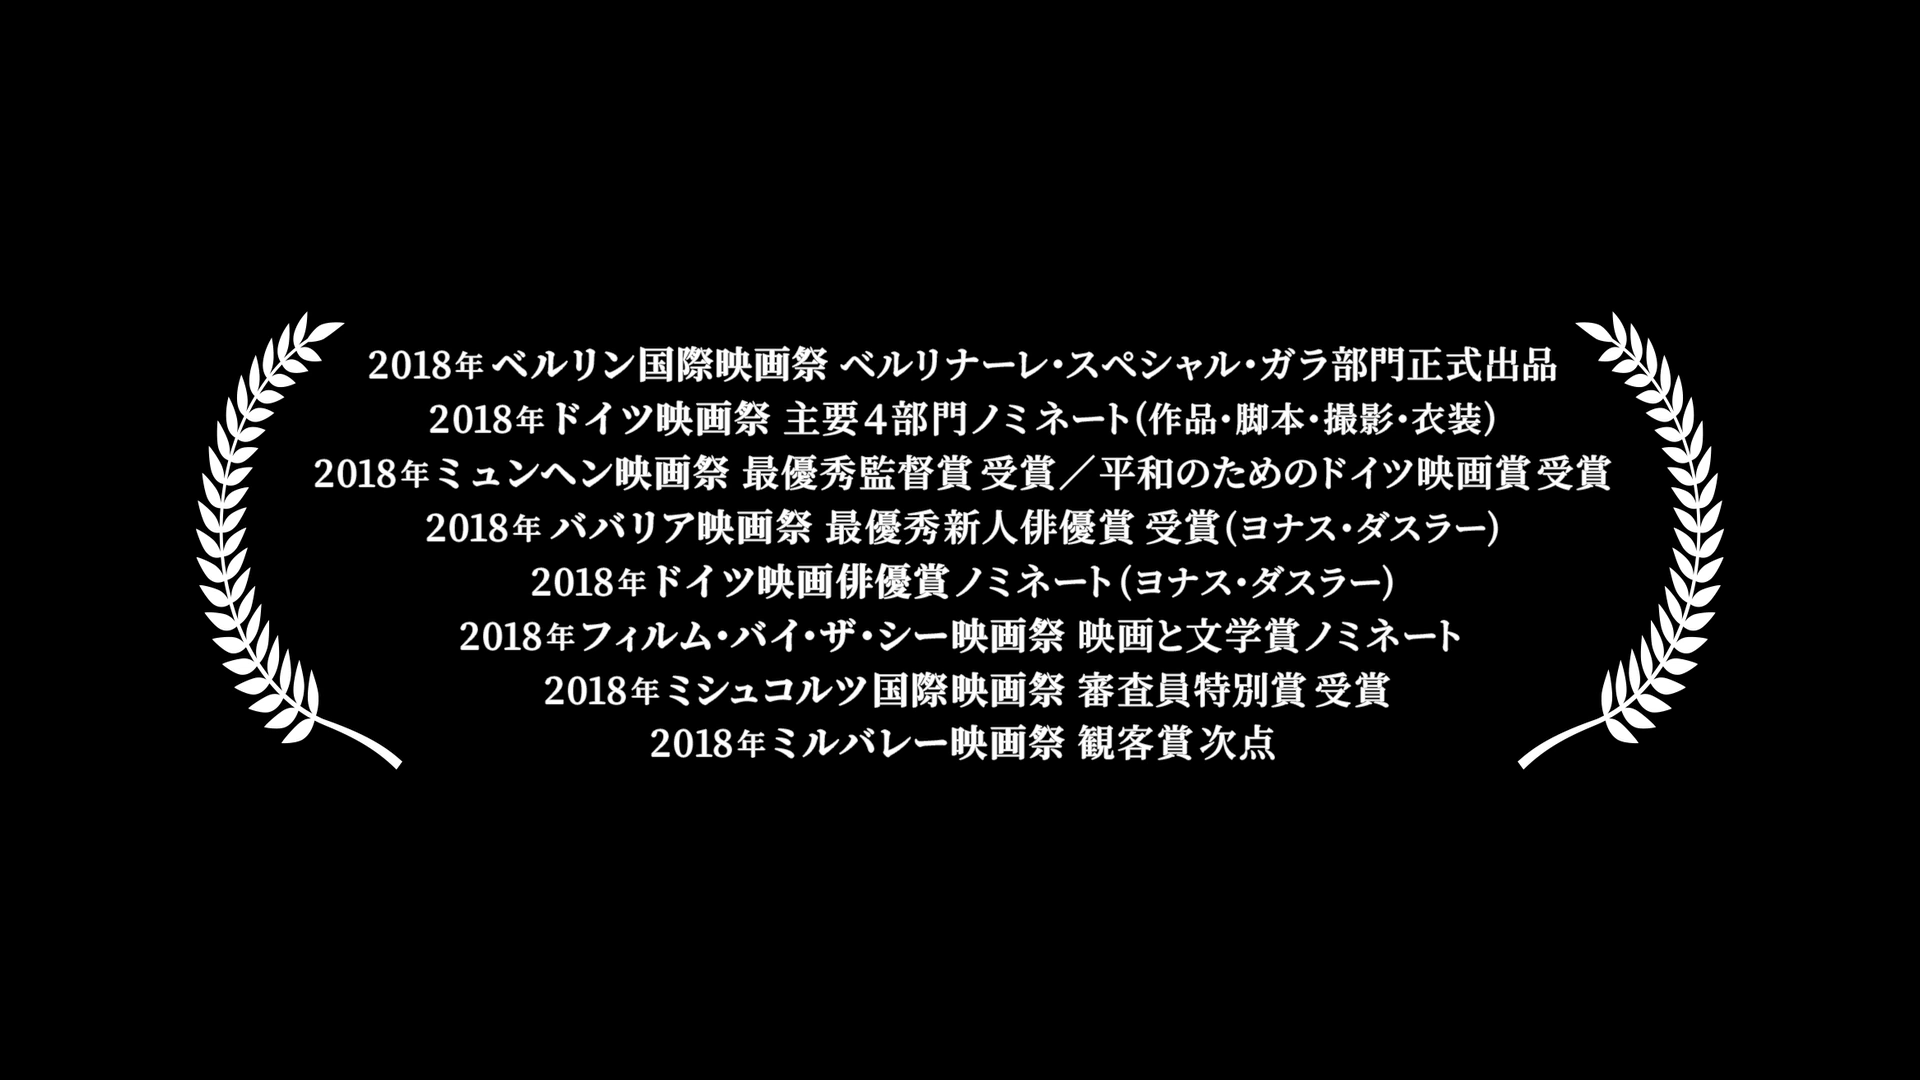 2018年 ベルリン国際映画祭 ベルリナーレ・スペシャル・ガラ部門正式出品
2018年 ドイツ映画祭 主要4部門ノミネート(作品・脚本・撮影・衣装)
2018年 ミュンヘン映画祭 最優秀監督賞 受賞／平和のためのドイツ映画賞 受賞
2018年 ババリア映画祭 最優秀新人俳優賞 受賞(ヨナス・ダスラー)
2018年 ドイツ映画俳優賞 ノミネート(ヨナス・ダスラー)
2018年 フィルム・バイ・ザ・シー映画祭 映画と文学賞 ノミネート
2018年 ミシュコルツ国際映画祭 審査員特別賞 受賞
2018年 ミルバレー映画祭 観客賞 次点